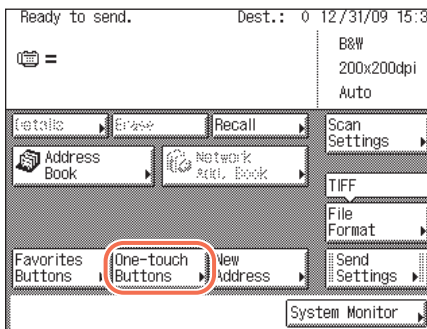 Ready to send. Dest.: 0 12/31/09 15:3
B&W
200x200dpi
Auto
Details Erase Recall Scan
Settings
Address
Book
Network
Add. Book
TIFF
File
Format
Favorites
Buttons
One-touch
Buttons
New
Address
Send
Settings
System Monitor